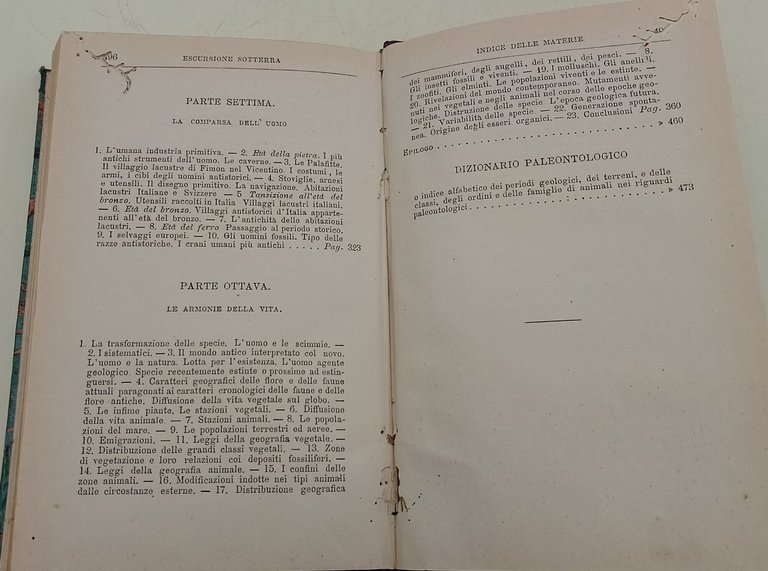 496 ESCURSIONE SOTTERRA
PARTE SETTIMA.
LA COMPARSA DELL' UOMO
1. L'umana industria primitiva. — 2. Età della pietra. I più
antichi strumenti dell'uomo. Le caverne. — 3. Le Palafitte.
Il villaggio lacustre di Fimon nel Vicentino. I costumi, le
armi, i cibi degli uomini antistorici. — 4. Stoviglie, arnesi
e utensili. Il disegno primitivo. La navigazione. Abitazioni
lacustri Italiane e Svizzere — 5 Tansizione all'età del
bronzo. Utensili raccolti in Italia Villaggi lacustri italiani.
— 6. Età del bronzo. Villaggi antistorici d'Italia apparte-
nenti all'età del bronzo. — 7. L'antichità delle abitazioni
lacustri. — 8. Età del ferro Passaggio al periodo storico.
9. I selvaggi europei. — 10. Gli uomini fossili. Tipo delle
razze antistoriche. I crani umani più antichi . . . . . Pag. 323
PARTE OTTAVA.
LE ARMONIE DELLA VITA.
1. La trasformazione delle specie. L'uomo e le scimmie. —
2. I sistematici. — 3. Il mondo antico interpretato col novo.
L'uomo e la natura. Lotta per l'esistenza. L'uomo agente
geologico. Specie recentemente estinte o prossime ad estin-
guersi. — 4. Caratteri geografici delle flore e delle faune
attuali paragonati ai caratteri cronologici delle faune e delle
flore antiche. Diffusione della vita vegetale sul globo. —
5. Le infime piante. Le stazioni vegetali. — 6. Diffusione
della vita animale. — 7. Stazioni animali. — 8. Le popola-
zioni del mare. — 9. Le popolazioni terrestri ed aeree. —
10. Emigrazioni. — 11. Leggi della geografia vegetale. —
12. Distribuzione delle grandi classi vegetali. — 13. Zone
di vegetazione e loro relazioni coi depositi fossiliferi. —
14. Leggi della geografia animale. — 15. I confini delle
zone animali. — 16. Modificazioni indotte nei tipi animali
dalle circostanze esterne. — 17. Distribuzione geografica
INDICE DELLE MATERIE
dei mammiferi, degli augelli, dei rettili, dei pesci. — 8.
Gli insetti fossili e viventi. — 19. I molluschi. Gli anelli i.
I zoofiti. Gli elminti. Le popolazioni viventi e le estinte. —
20. Rivelazioni del mondo contemporaneo. Mutamenti avve-
nuti nei vegetali e negli animali nel corso delle epoche geo-
logiche. Distruzione delle specie. L'epoca geologica futura.
— 21. Variabilità delle specie. — 22. Generazione sponta-
nea. Origine degli esseri organici. — 23. Conclusioni Pag. 360
EPILOGO . . . . . . . . . . . . . . . . . » 460
DIZIONARIO PALEONTOLOGICO
o indice alfabetico dei periodi geologici, dei terreni, e delle
classi, degli ordini e delle famiglie di animali nei riguardi
paleontologici . . . . . . . . . . . . . . . . » 473